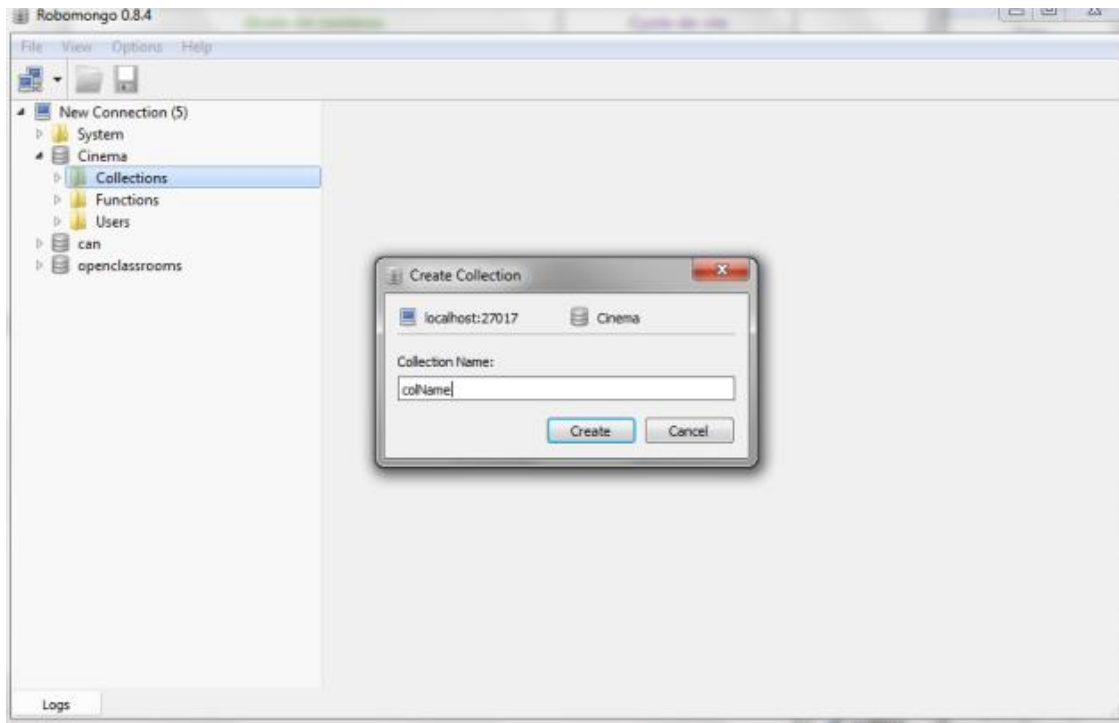 Robomongo 0.8.4
File View Options Help
New Connection (5)
System
Cinema
Collections
Functions
Users
can
openclassrooms
Create Collection
localhost:27017 Cinema
Collection Name:
colName
Create Cancel
Logs